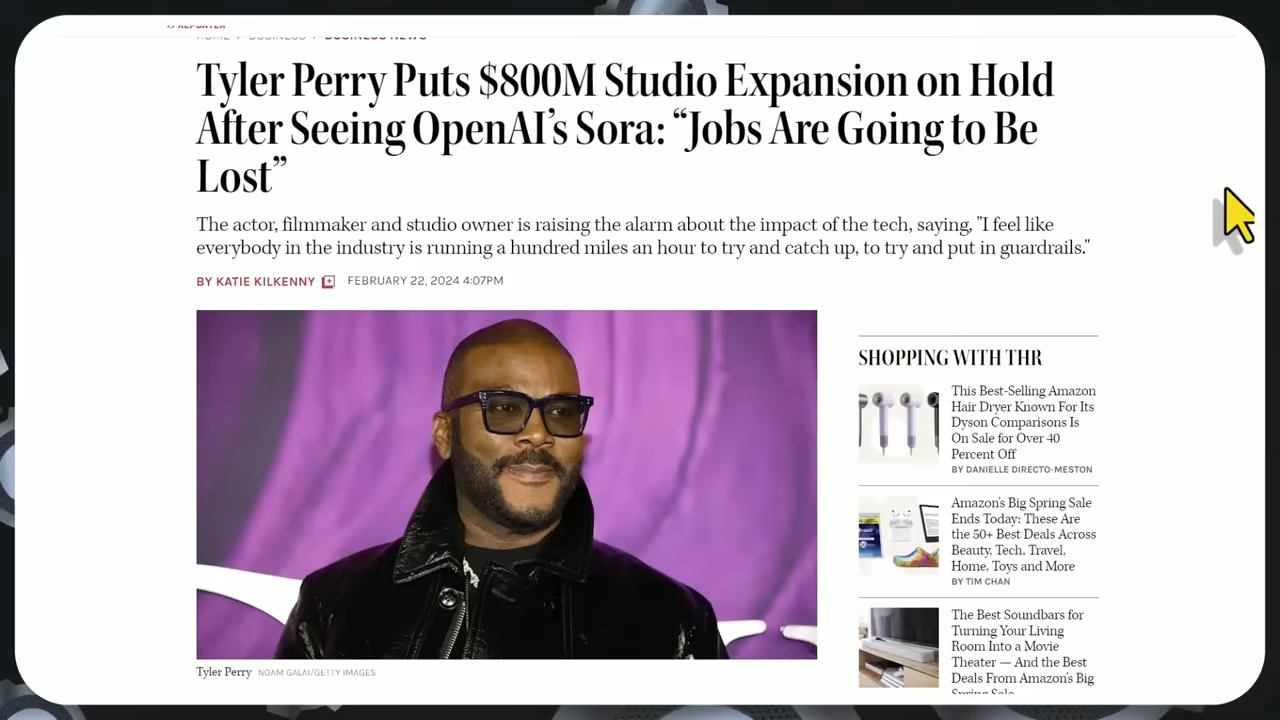 REPORTER
HOME > BUSINESS > BUSINESS NEWS
Tyler Perry Puts $800M Studio Expansion on Hold
After Seeing OpenAI’s Sora: “Jobs Are Going to Be
Lost”
The actor, filmmaker and studio owner is raising the alarm about the impact of the tech, saying, "I feel like
everybody in the industry is running a hundred miles an hour to try and catch up, to try and put in guardrails."
BY KATIE KILKENNY FEBRUARY 22, 2024 4:07PM
Tyler Perry NOAM GALAI/GETTY IMAGES
SHOPPING WITH THR
This Best-Selling Amazon
Hair Dryer Known For Its
Dyson Comparisons Is
On Sale for Over 40
Percent Off
BY DANIELLE DIRECTO-MESTON
Amazon’s Big Spring Sale
Ends Today: These Are
the 50+ Best Deals Across
Beauty, Tech, Travel,
Home, Toys and More
BY TIM CHAN
The Best Soundbars for
Turning Your Living
Room Into a Movie
Theater — And the Best
Deals From Amazon’s Big
Spring Sale